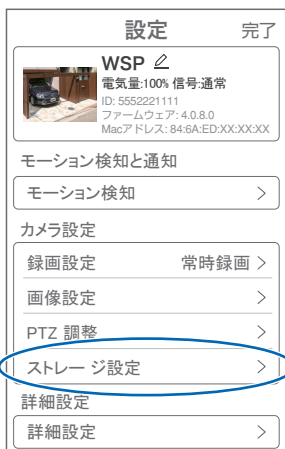 設定 完了
WSP
電気量:100% 信号:通常
ID: 5552221111
ファームウェア: 4.0.8.0
Macアドレス: 84:6A:ED:XX:XX:XX
モーション検知と通知
モーション検知 >
カメラ設定
録画設定 常時録画 >
画像設定 >
PTZ 調整 >
ストレージ設定 >
詳細設定
詳細設定 >